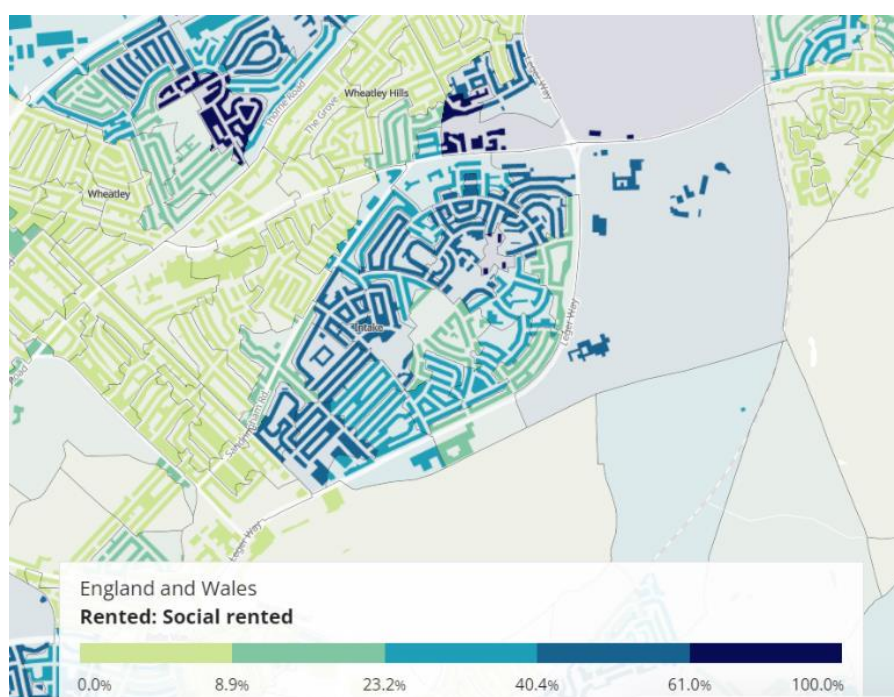 Leger Way
Wheatley Hills
Thorne Road
The Grove
Wheatley
Intake
Leger Way
Road
Sandringham Rd
Leger Way
England and Wales
Rented: Social rented
0.0%
8.9%
23.2%
40.4%
61.0%
100.0%